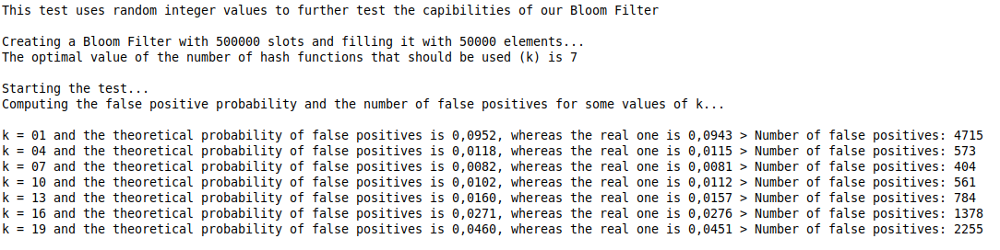 This test uses random integer values to further test the capibilities of our Bloom Filter
Creating a Bloom Filter with 500000 slots and filling it with 50000 elements...
The optimal value of the number of hash functions that should be used (k) is 7
Starting the test...
Computing the false positive probability and the number of false positives for some values of k...
k = 01 and the theoretical probability of false positives is 0,0952, whereas the real one is 0,0943 > Number of false positives: 4715
k = 04 and the theoretical probability of false positives is 0,0118, whereas the real one is 0,0115 > Number of false positives: 573
k = 07 and the theoretical probability of false positives is 0,0082, whereas the real one is 0,0081 > Number of false positives: 404
k = 10 and the theoretical probability of false positives is 0,0102, whereas the real one is 0,0112 > Number of false positives: 561
k = 13 and the theoretical probability of false positives is 0,0160, whereas the real one is 0,0157 > Number of false positives: 784
k = 16 and the theoretical probability of false positives is 0,0271, whereas the real one is 0,0276 > Number of false positives: 1378
k = 19 and the theoretical probability of false positives is 0,0460, whereas the real one is 0,0451 > Number of false positives: 2255